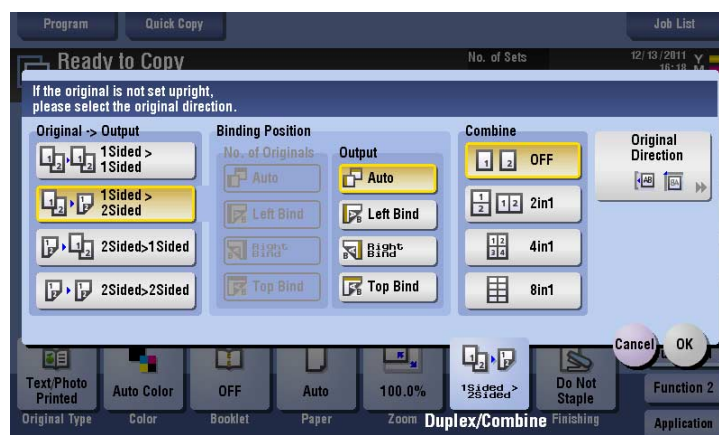 Program
Quick Copy
Job List
Ready to Copy
No. of Sets
12/13/2011
Y
16:18
M
If the original is not set upright,
please select the original direction.
Original -> Output
Binding Position
Combine
No. of Originals
Output
Original
Direction
1Sided >
1Sided
Auto
Auto
OFF
1Sided >
2Sided
Left Bind
Left Bind
2in1
2Sided>1Sided
Right
Bind
Right
Bind
4in1
2Sided>2Sided
Top Bind
Top Bind
8in1
Cancel
OK
Text/Photo
Printed
Auto Color
OFF
Auto
100.0%
1Sided >
2Sided
Do Not
Staple
Function 2
Original Type
Color
Booklet
Paper
Zoom
Duplex/Combine
Finishing
Application